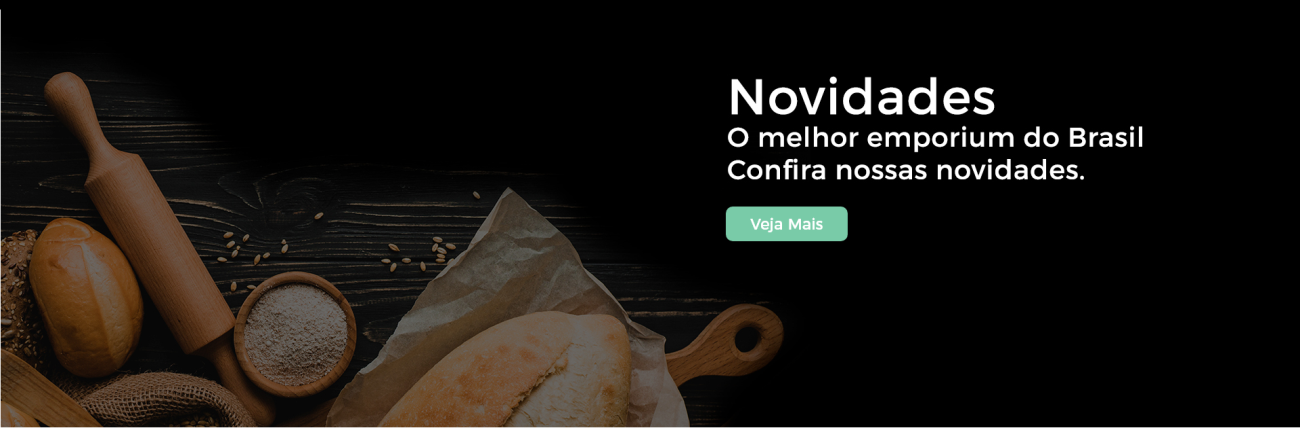 Novidades
O melhor emporium do Brasil
Confira nossas novidades.
Veja Mais